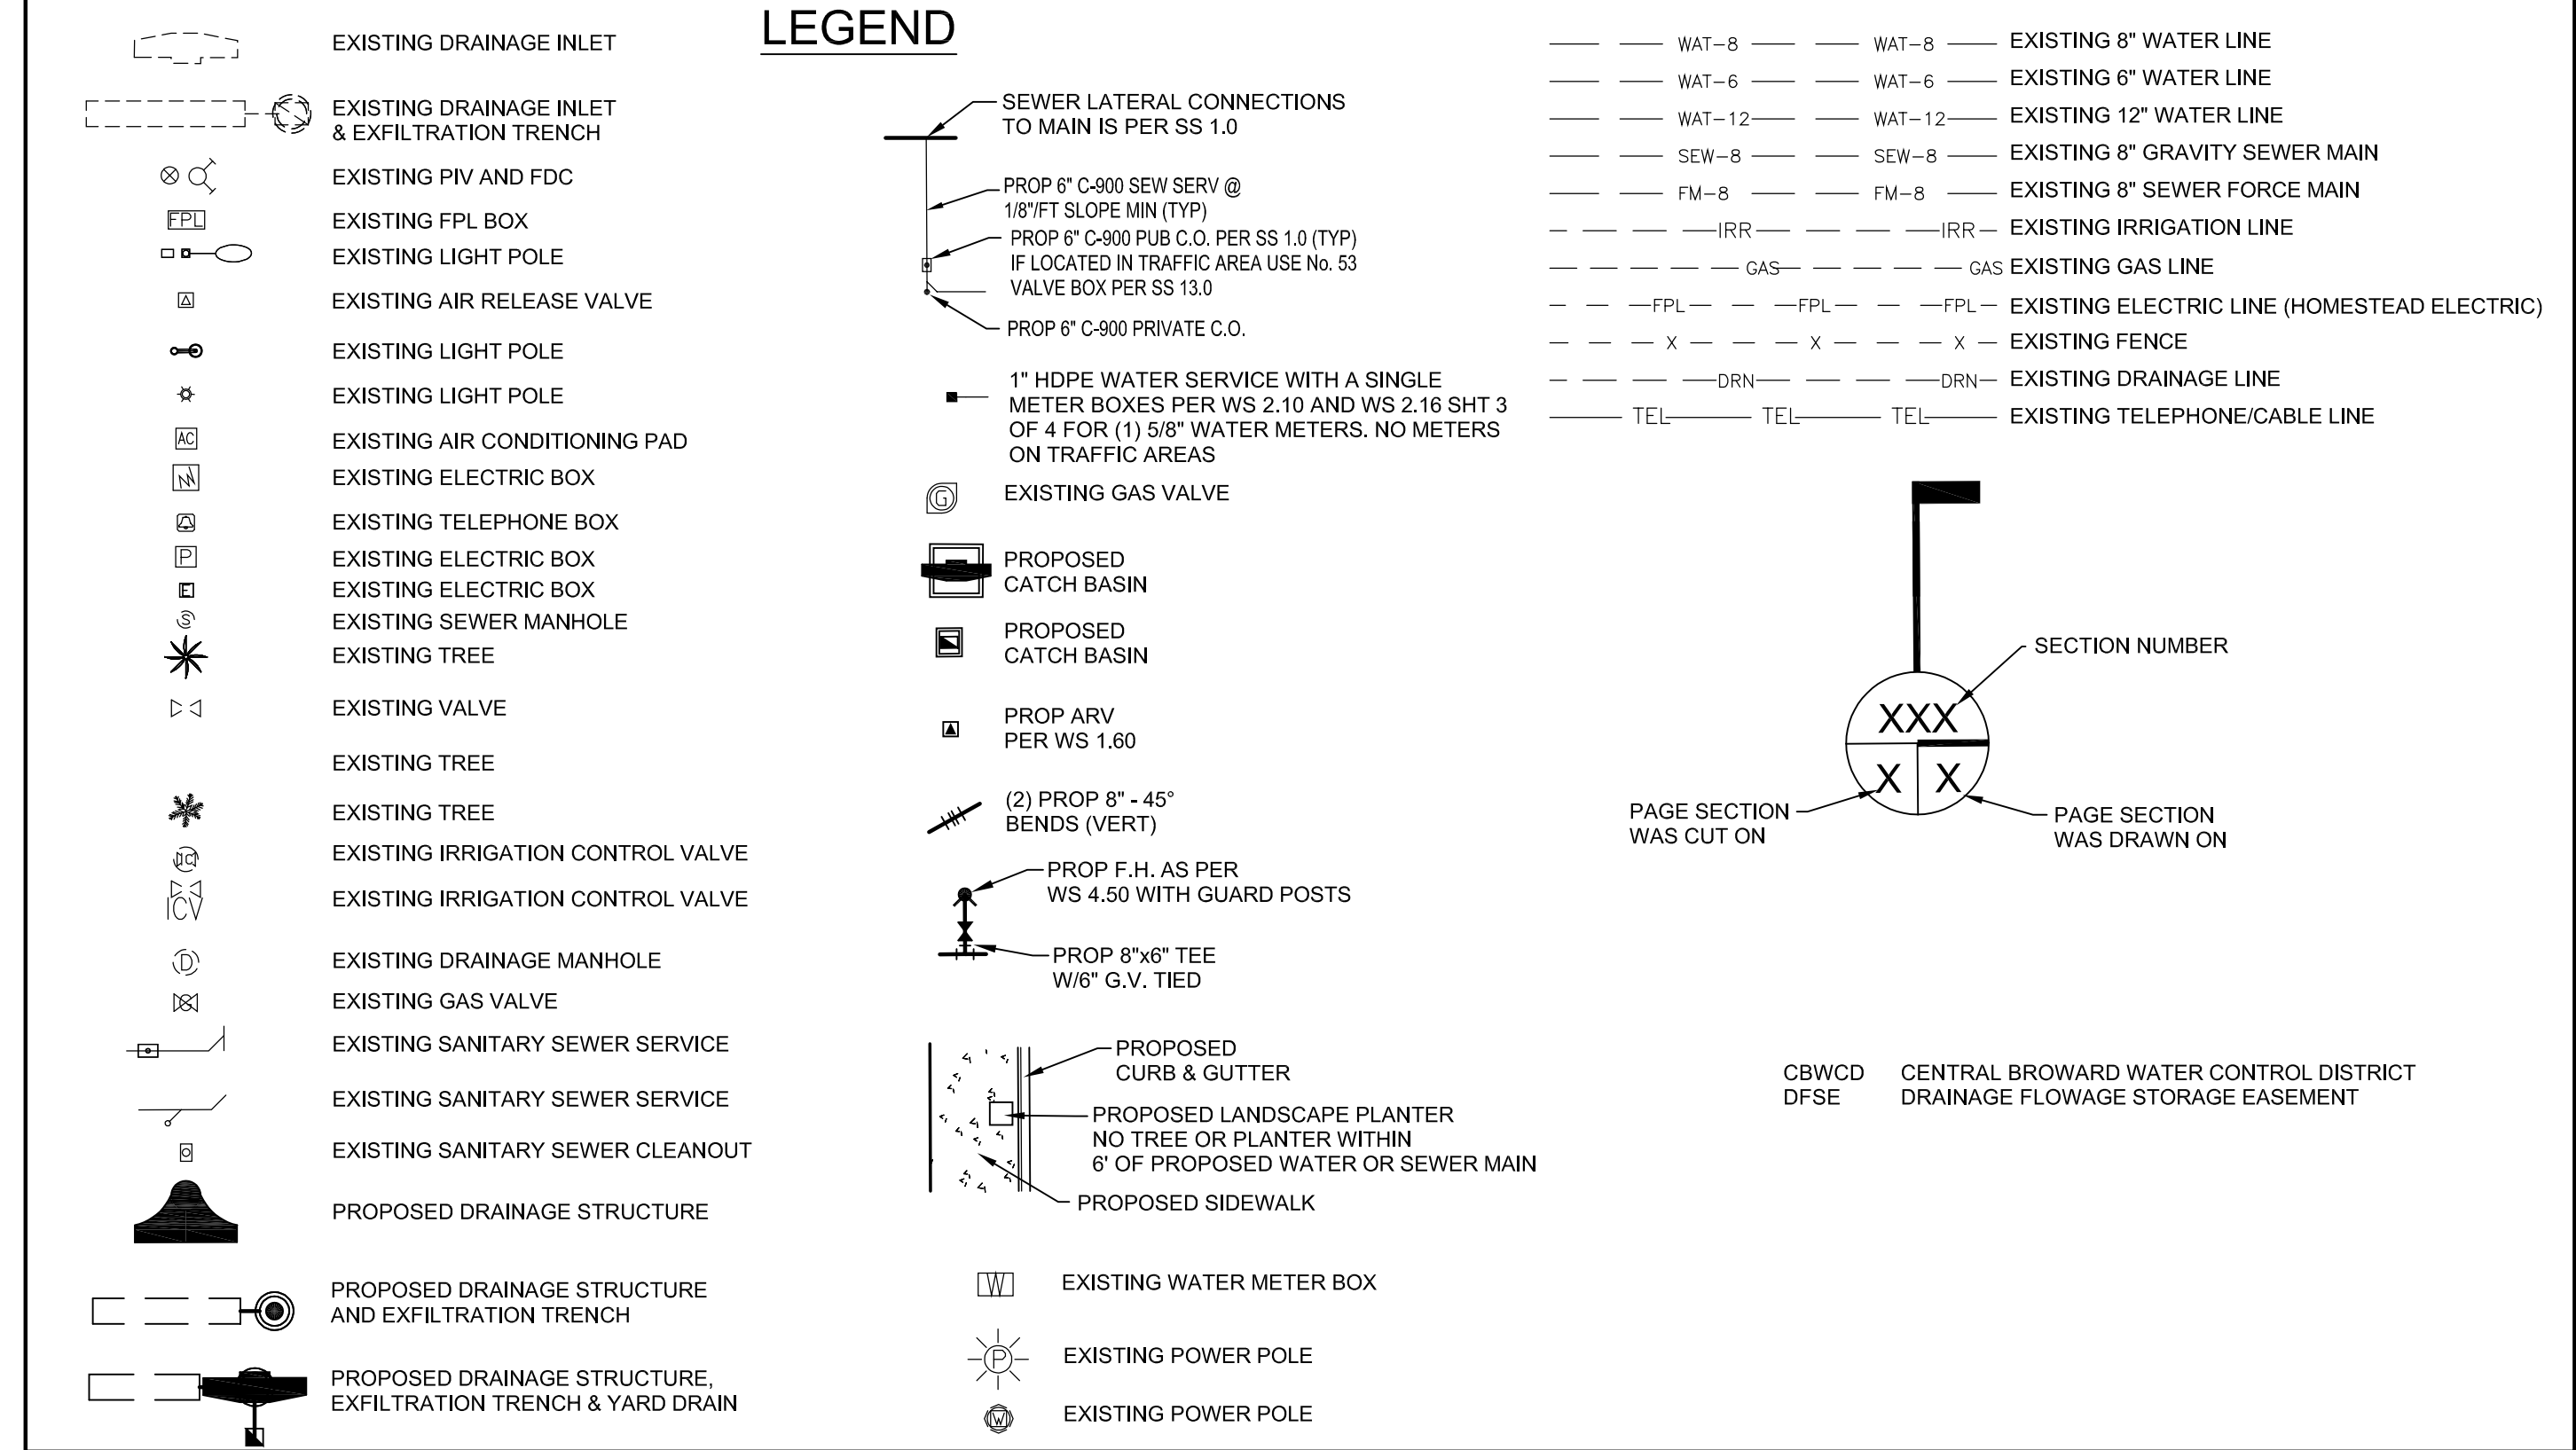 LEGEND
EXISTING DRAINAGE INLET
EXISTING DRAINAGE INLET
& EXFILTRATION TRENCH
EXISTING PIV AND FDC
FPL
EXISTING FPL BOX
EXISTING LIGHT POLE
EXISTING AIR RELEASE VALVE
EXISTING LIGHT POLE
EXISTING LIGHT POLE
AC
EXISTING AIR CONDITIONING PAD
EXISTING ELECTRIC BOX
EXISTING TELEPHONE BOX
P
EXISTING ELECTRIC BOX
E
EXISTING ELECTRIC BOX
S
EXISTING SEWER MANHOLE
EXISTING TREE
EXISTING VALVE
EXISTING TREE
EXISTING TREE
EXISTING IRRIGATION CONTROL VALVE
ICV
EXISTING IRRIGATION CONTROL VALVE
D
EXISTING DRAINAGE MANHOLE
G
EXISTING GAS VALVE
EXISTING SANITARY SEWER SERVICE
EXISTING SANITARY SEWER SERVICE
EXISTING SANITARY SEWER CLEANOUT
PROPOSED DRAINAGE STRUCTURE
PROPOSED DRAINAGE STRUCTURE
AND EXFILTRATION TRENCH
PROPOSED DRAINAGE STRUCTURE,
EXFILTRATION TRENCH & YARD DRAIN
SEWER LATERAL CONNECTIONS
TO MAIN IS PER SS 1.0
PROP 6" C-900 SEW SERV @
1/8"/FT SLOPE MIN (TYP)
PROP 6" C-900 PUB C.O. PER SS 1.0 (TYP)
IF LOCATED IN TRAFFIC AREA USE No. 53
VALVE BOX PER SS 13.0
PROP 6" C-900 PRIVATE C.O.
1" HDPE WATER SERVICE WITH A SINGLE
METER BOXES PER WS 2.10 AND WS 2.16 SHT 3
OF 4 FOR (1) 5/8" WATER METERS. NO METERS
ON TRAFFIC AREAS
G
EXISTING GAS VALVE
PROPOSED
CATCH BASIN
PROPOSED
CATCH BASIN
PROP ARV
PER WS 1.60
(2) PROP 8" - 45°
BENDS (VERT)
PROP F.H. AS PER
WS 4.50 WITH GUARD POSTS
PROP 8"x6" TEE
W/6" G.V. TIED
PROPOSED
CURB & GUTTER
PROPOSED LANDSCAPE PLANTER
NO TREE OR PLANTER WITHIN
6' OF PROPOSED WATER OR SEWER MAIN
PROPOSED SIDEWALK
W
EXISTING WATER METER BOX
P
EXISTING POWER POLE
W
EXISTING POWER POLE
WAT-8 WAT-8 EXISTING 8" WATER LINE
WAT-6 WAT-6 EXISTING 6" WATER LINE
WAT-12 WAT-12 EXISTING 12" WATER LINE
SEW-8 SEW-8 EXISTING 8" GRAVITY SEWER MAIN
FM-8 FM-8 EXISTING 8" SEWER FORCE MAIN
IRR IRR EXISTING IRRIGATION LINE
GAS GAS EXISTING GAS LINE
FPL FPL FPL EXISTING ELECTRIC LINE (HOMESTEAD ELECTRIC)
X X X EXISTING FENCE
DRN DRN EXISTING DRAINAGE LINE
TEL TEL TEL EXISTING TELEPHONE/CABLE LINE
SECTION NUMBER
XXX
X X
PAGE SECTION
WAS CUT ON
PAGE SECTION
WAS DRAWN ON
CBWCD CENTRAL BROWARD WATER CONTROL DISTRICT
DFSE DRAINAGE FLOWAGE STORAGE EASEMENT